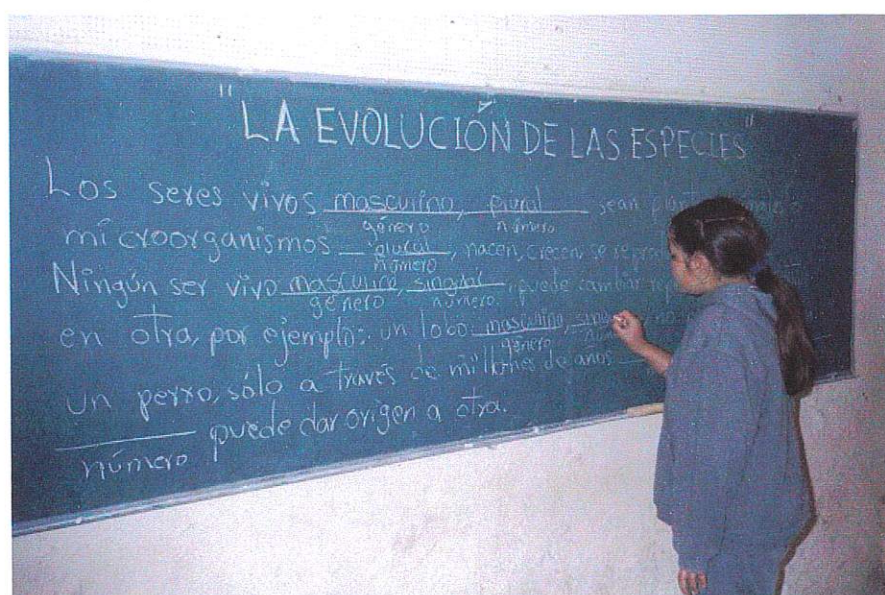 "LA EVOLUCIÓN DE LAS ESPECIES"
Los seres vivos masculino, plural sean
género número
microorganismos plural, nacen, crecen, se
número
Ningún ser vivo masculino, singular, puede cambiar
género número
en otra, por ejemplo: un lobo masculino,
género
un perro, sólo a través de millones de años
número puede dar origen a otra.